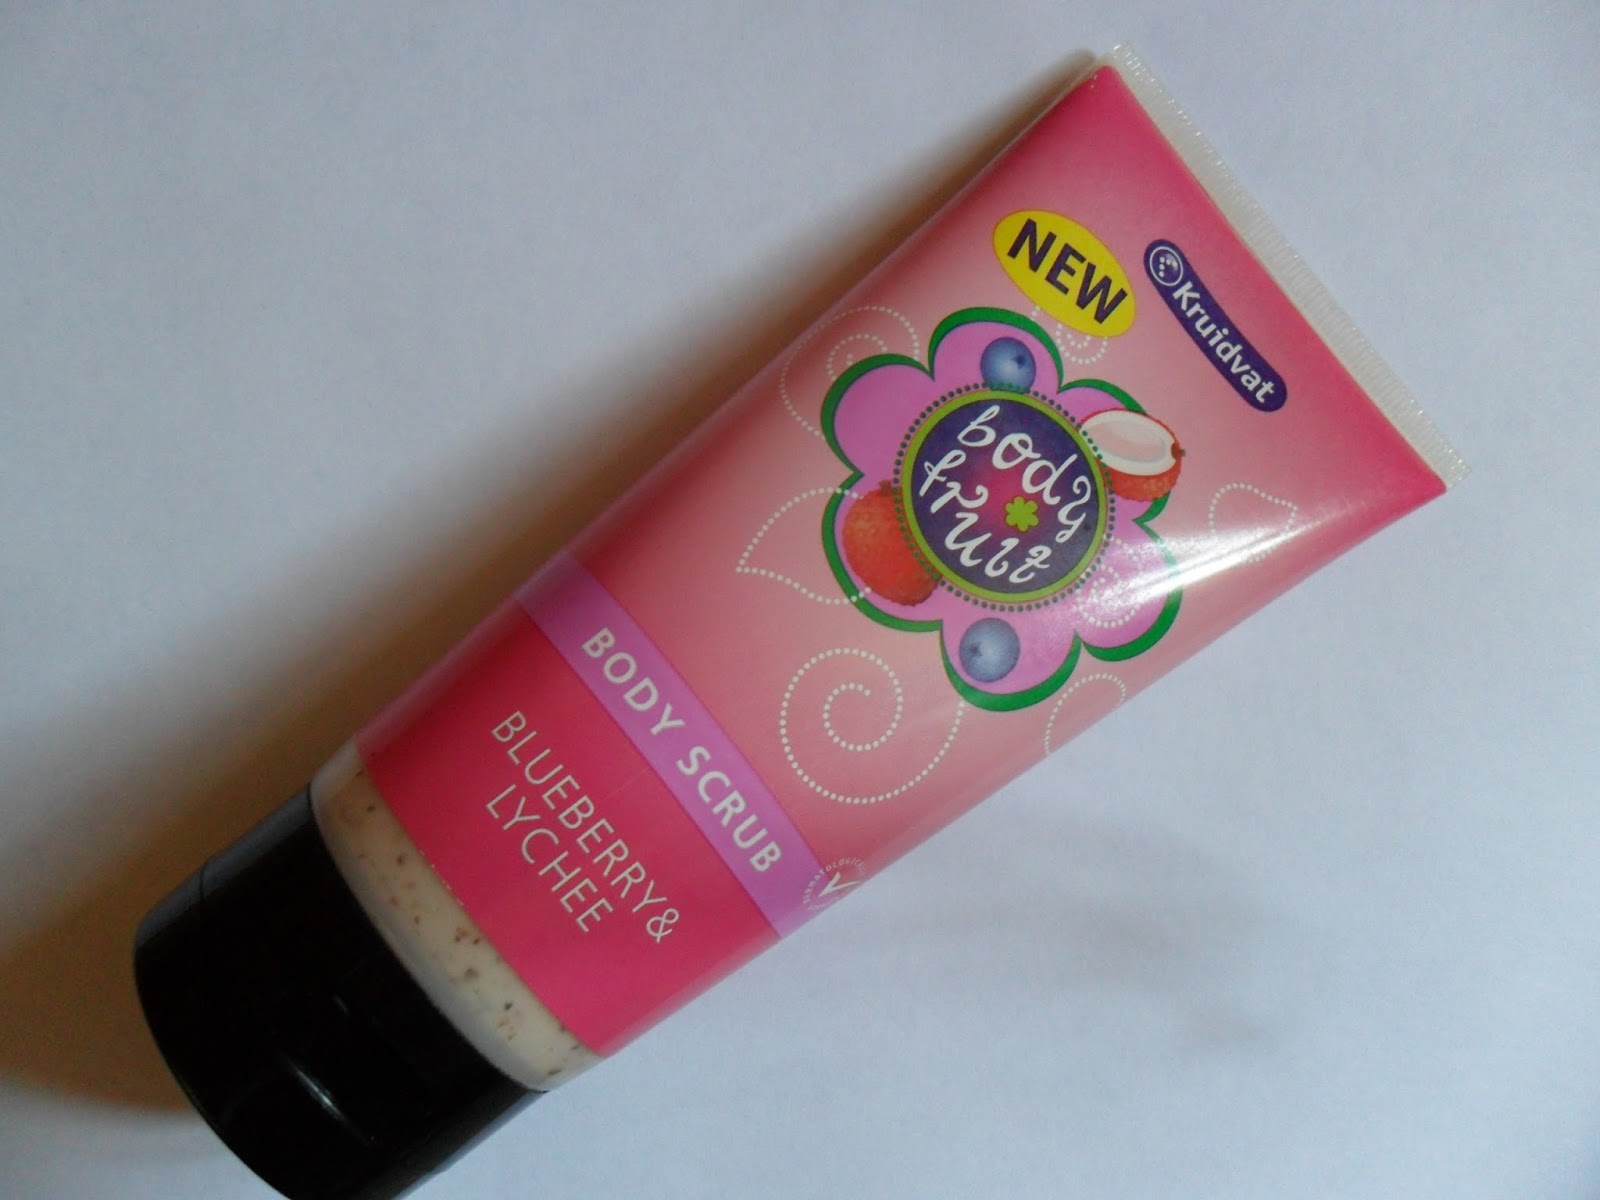 Kruidvat
NEW
body
fruit
BODY SCRUB
BLUEBERRY&
LYCHEE